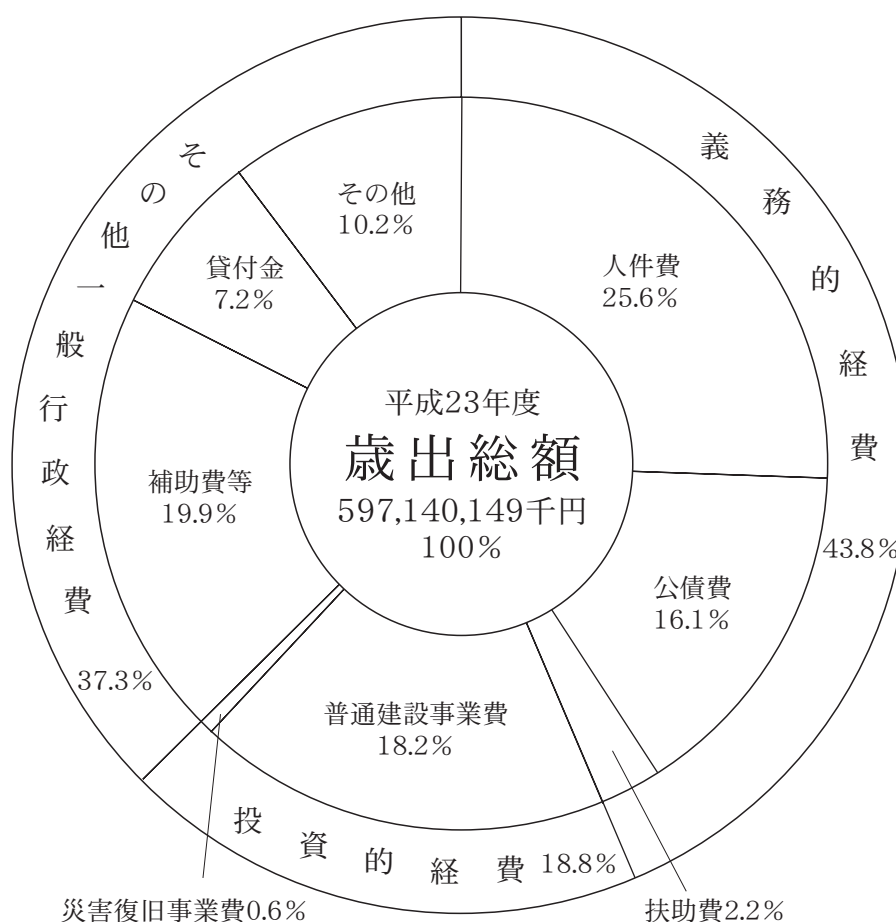 平成23年度
歳出総額
597,140,149千円
100%
義務的経費
43.8%
人件費
25.6%
公債費
16.1%
扶助費2.2%
投資的経費
18.8%
普通建設事業費
18.2%
災害復旧事業費0.6%
その他一般行政経費
37.3%
補助費等
19.9%
貸付金
7.2%
その他
10.2%